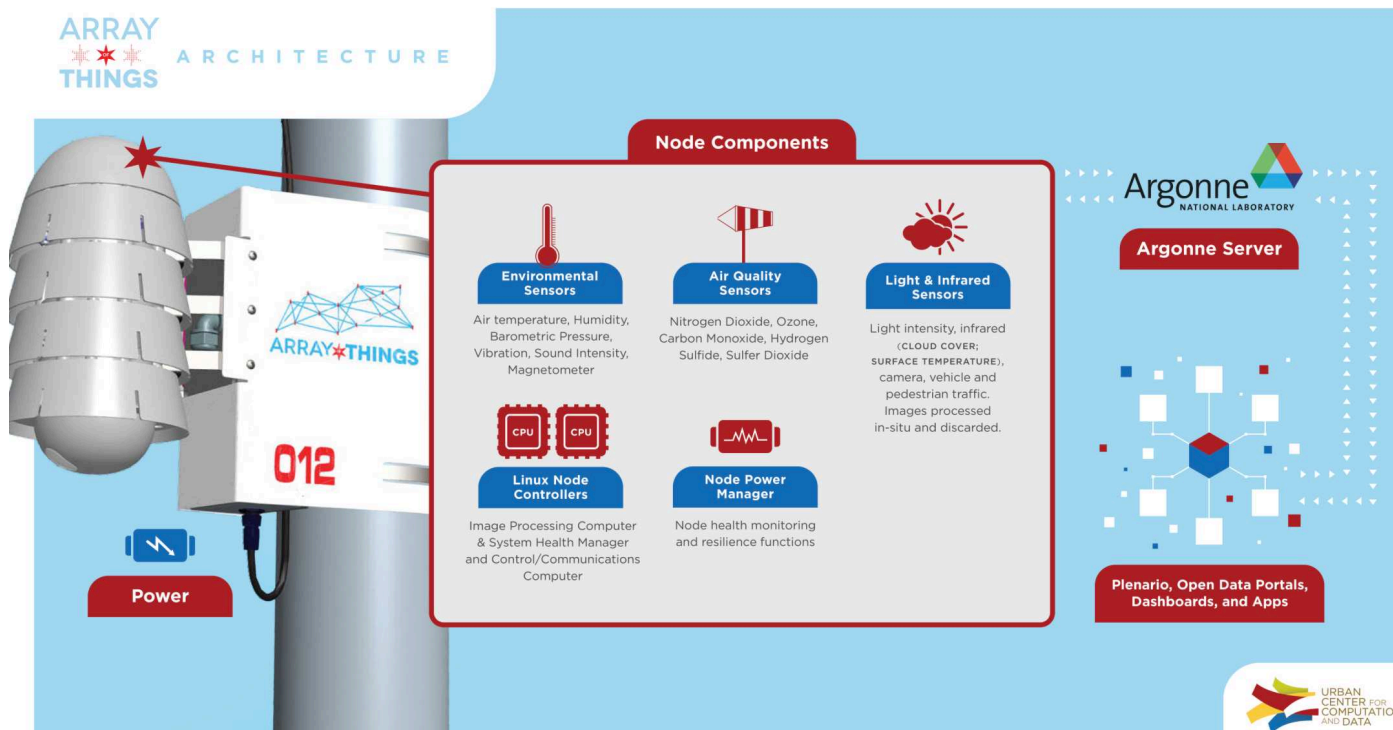 ARRAY
OF
THINGS
ARCHITECTURE
Node Components
Environmental
Sensors
Air temperature, Humidity,
Barometric Pressure,
Vibration, Sound Intensity,
Magnetometer
Air Quality
Sensors
Nitrogen Dioxide, Ozone,
Carbon Monoxide, Hydrogen
Sulfide, Sulfer Dioxide
Light & Infrared
Sensors
Light intensity, infrared
(CLOUD COVER;
SURFACE TEMPERATURE),
camera, vehicle and
pedestrian traffic.
Images processed
in-situ and discarded.
CPU
CPU
Linux Node
Controllers
Image Processing Computer
& System Health Manager
and Control/Communications
Computer
Node Power
Manager
Node health monitoring
and resilience functions
ARRAY THINGS
012
Power
Argonne
NATIONAL LABORATORY
Argonne Server
Plenario, Open Data Portals,
Dashboards, and Apps
URBAN
CENTER FOR
COMPUTATIO
AND DATA